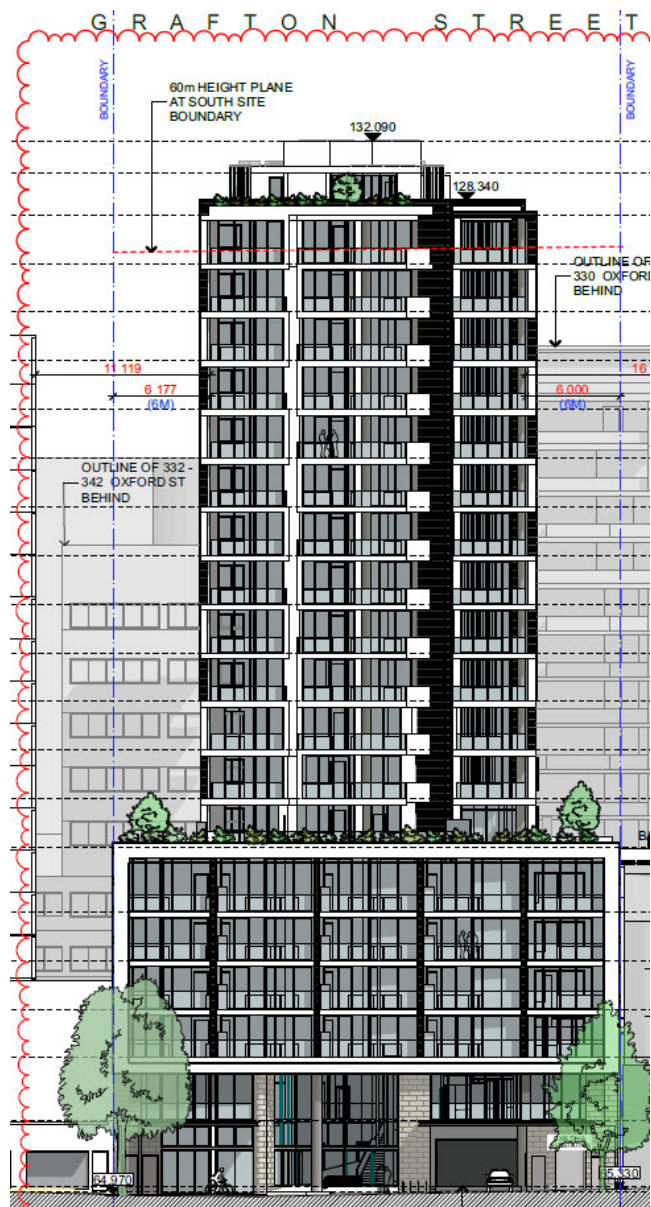 GRAFTON STREET
BOUNDARY
BOUNDARY
60m HEIGHT PLANE
AT SOUTH SITE
BOUNDARY
132.090
128.340
OUTLINE OF
330 OXFORD
BEHIND
11 119
16
6 177
(6M)
6 000
(6M)
OUTLINE OF 332 -
342 OXFORD ST
BEHIND
64.970
65.330